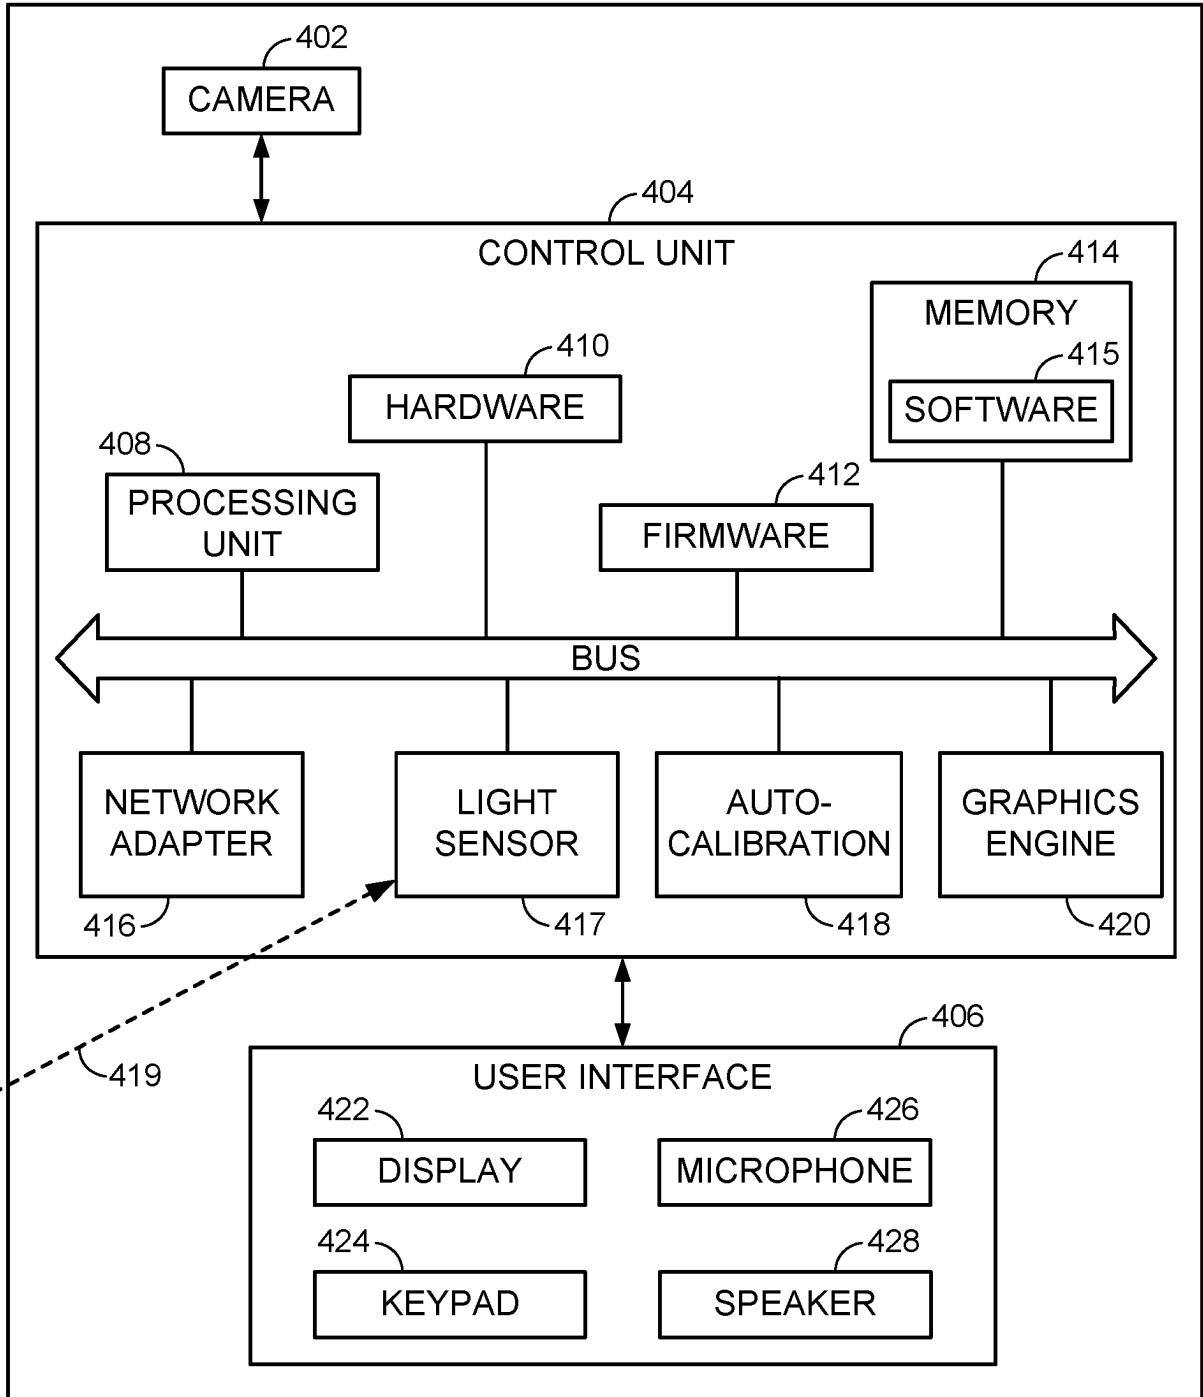 402
CAMERA
404
CONTROL UNIT
414
MEMORY
410
415
HARDWARE
SOFTWARE
408
412
PROCESSING
UNIT
FIRMWARE
BUS
NETWORK
ADAPTER
LIGHT
SENSOR
AUTO-
CALIBRATION
GRAPHICS
ENGINE
416
417
418
420
406
419
USER INTERFACE
422
426
DISPLAY
MICROPHONE
424
428
KEYPAD
SPEAKER